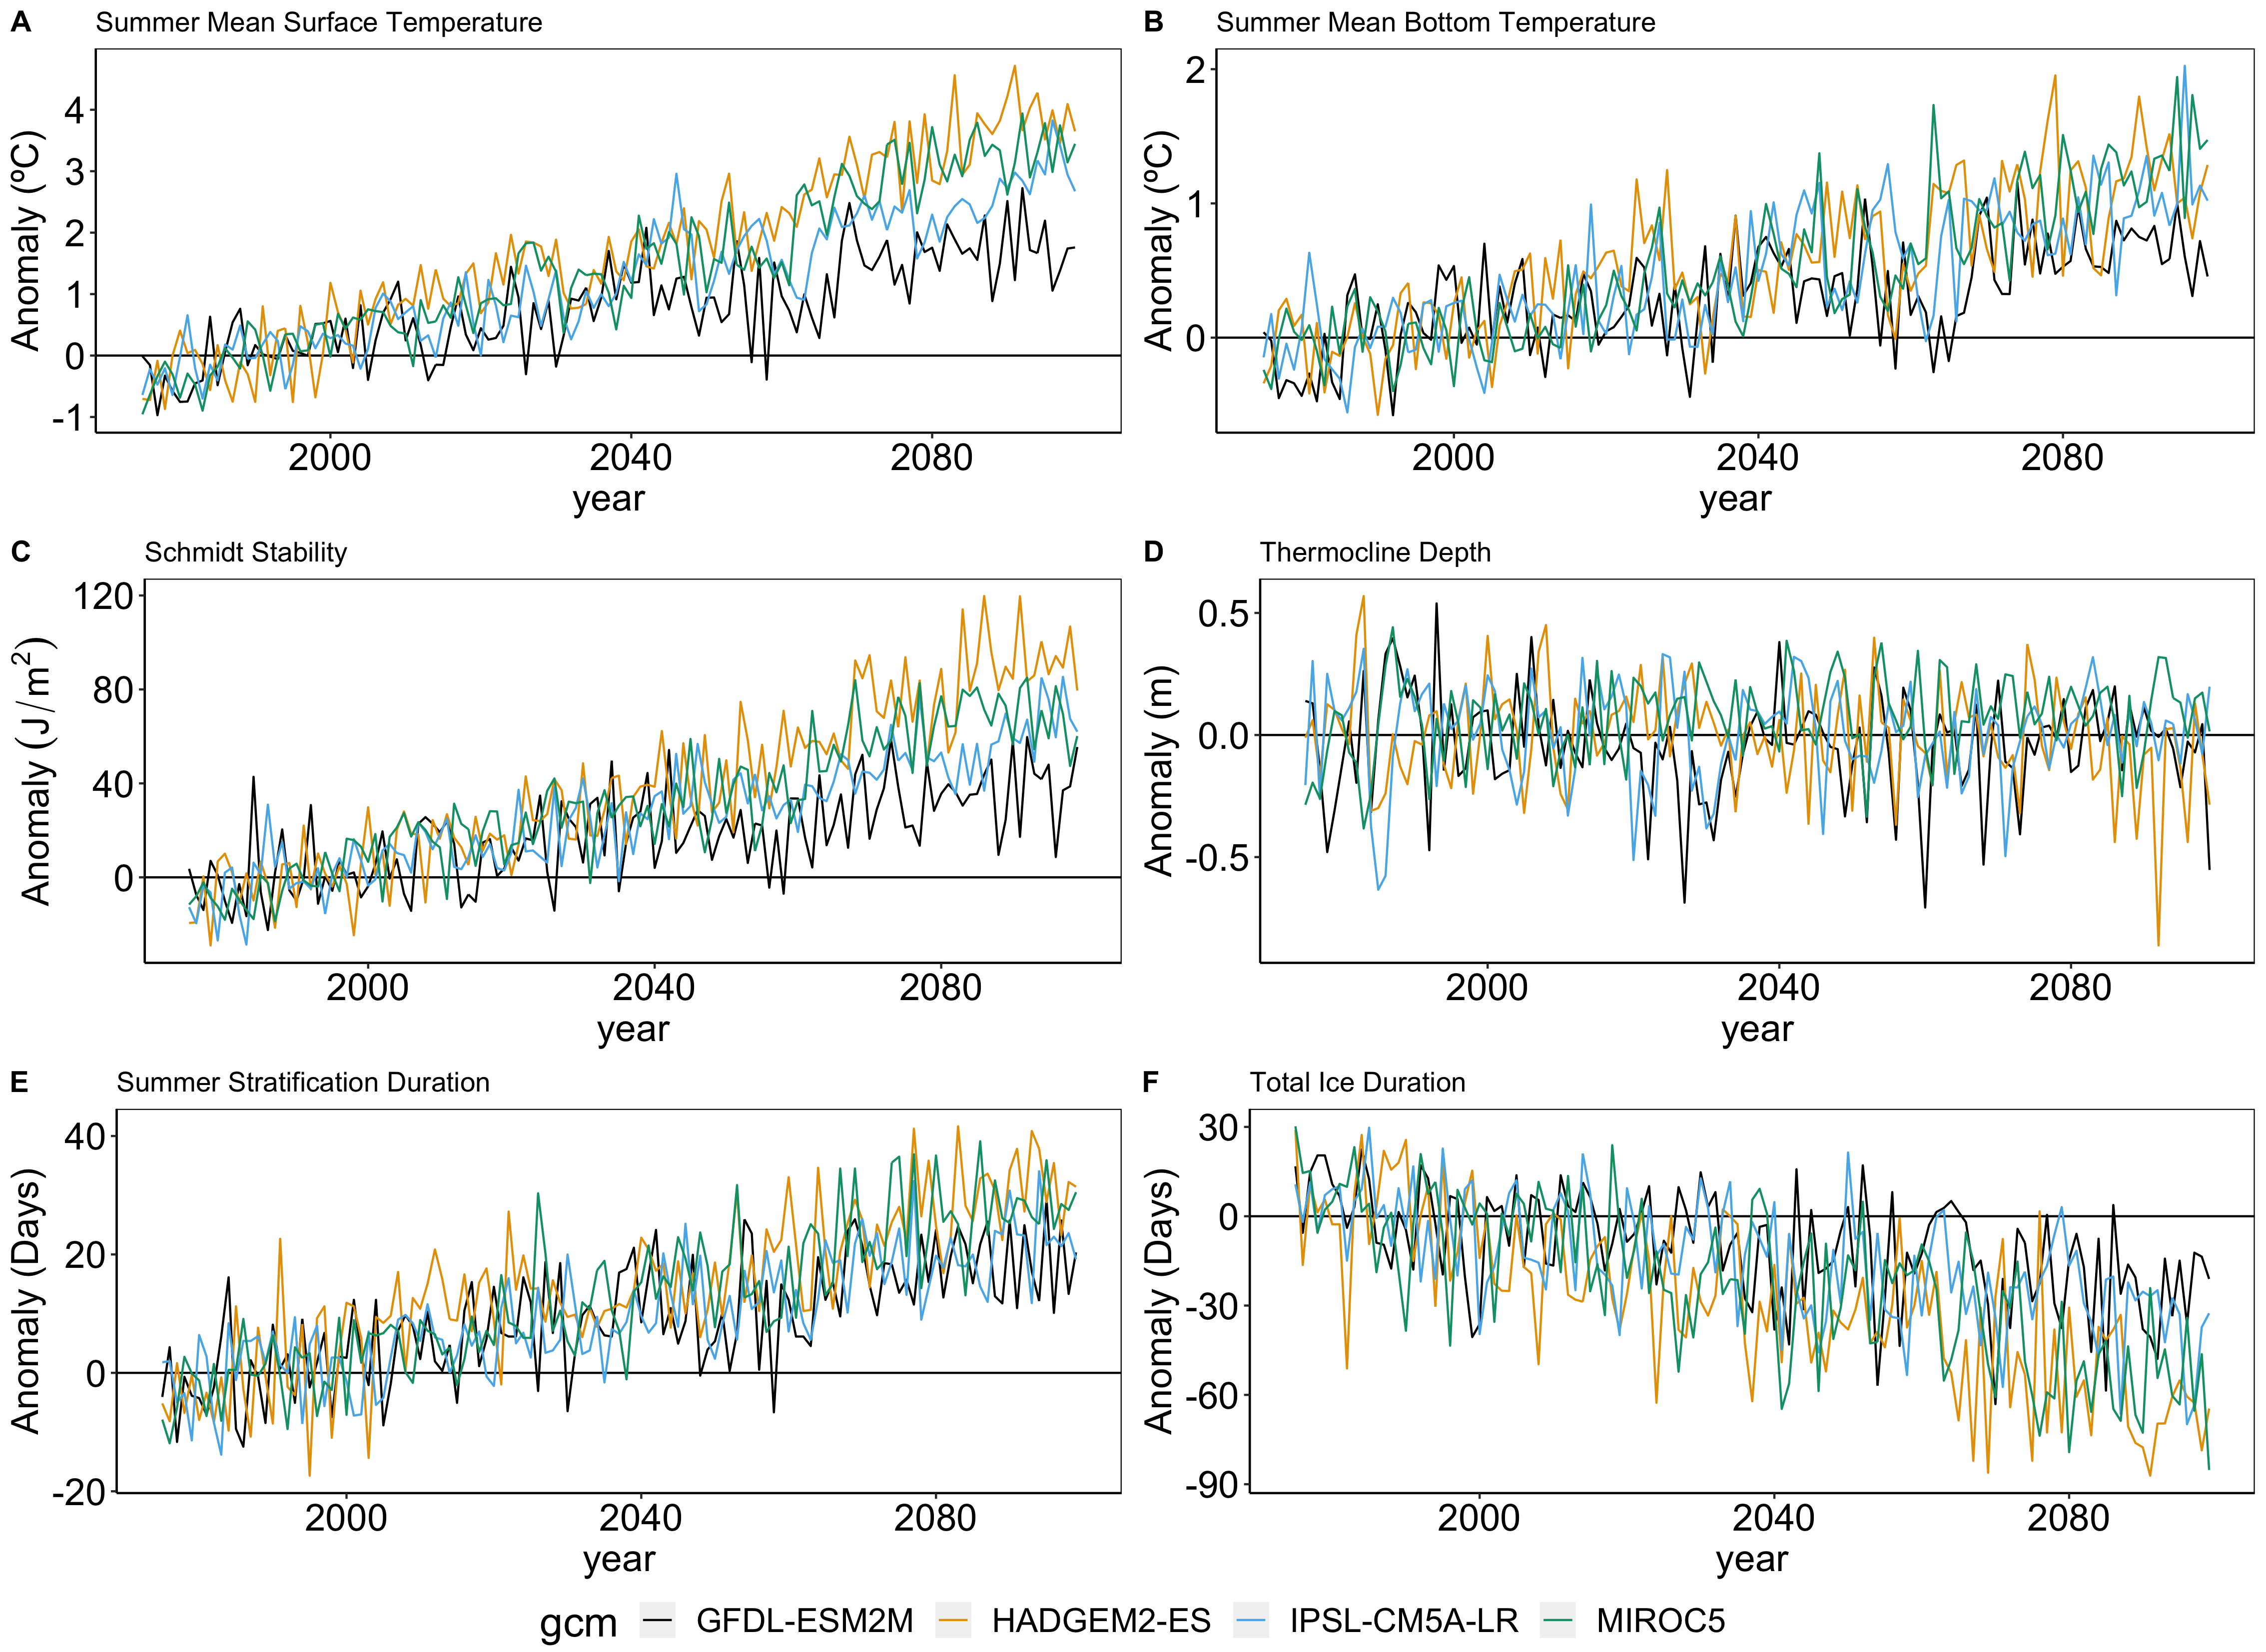 A Summer Mean Surface Temperature
Anomaly (ºC)
4
3
2
1
0
-1
2000 2040 2080
year
B Summer Mean Bottom Temperature
Anomaly (ºC)
2
1
0
2000 2040 2080
year
C Schmidt Stability
Anomaly (J/m²)
120
80
40
0
2000 2040 2080
year
D Thermocline Depth
Anomaly (m)
0.5
0.0
-0.5
2000 2040 2080
year
E Summer Stratification Duration
Anomaly (Days)
40
20
0
-20
2000 2040 2080
year
F Total Ice Duration
Anomaly (Days)
30
0
-30
-60
-90
2000 2040 2080
year
gcm GFDL-ESM2M HADGEM2-ES IPSL-CM5A-LR MIROC5